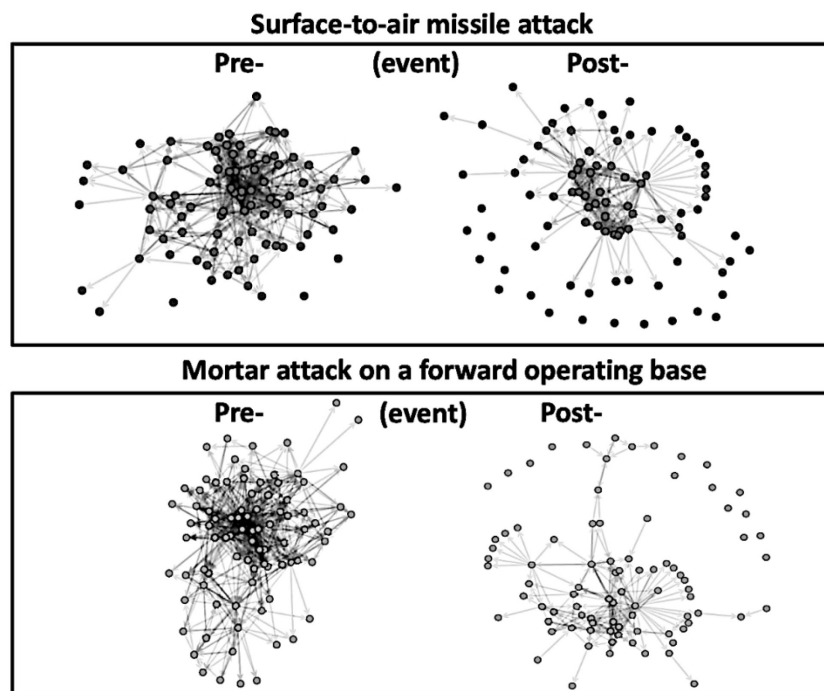 Surface-to-air missile attack
Pre- (event) Post-
Mortar attack on a forward operating base
Pre- (event) Post-